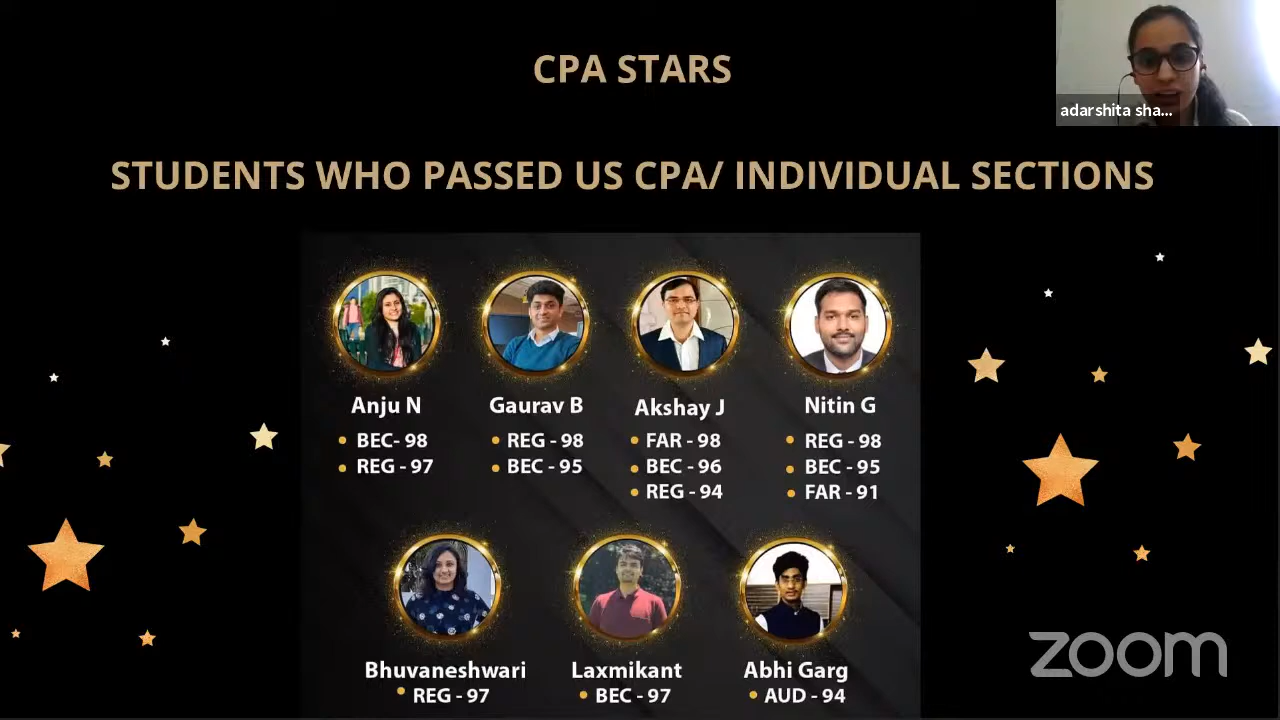 CPA STARS
adarshita sha...
STUDENTS WHO PASSED US CPA/ INDIVIDUAL SECTIONS
Anju N
BEC- 98
REG - 97
Gaurav B
REG - 98
BEC - 95
Akshay J
FAR - 98
BEC - 96
REG - 94
Nitin G
REG - 98
BEC - 95
FAR - 91
Bhuvaneshwari
REG - 97
Laxmikant
BEC - 97
Abhi Garg
AUD - 94
zoom